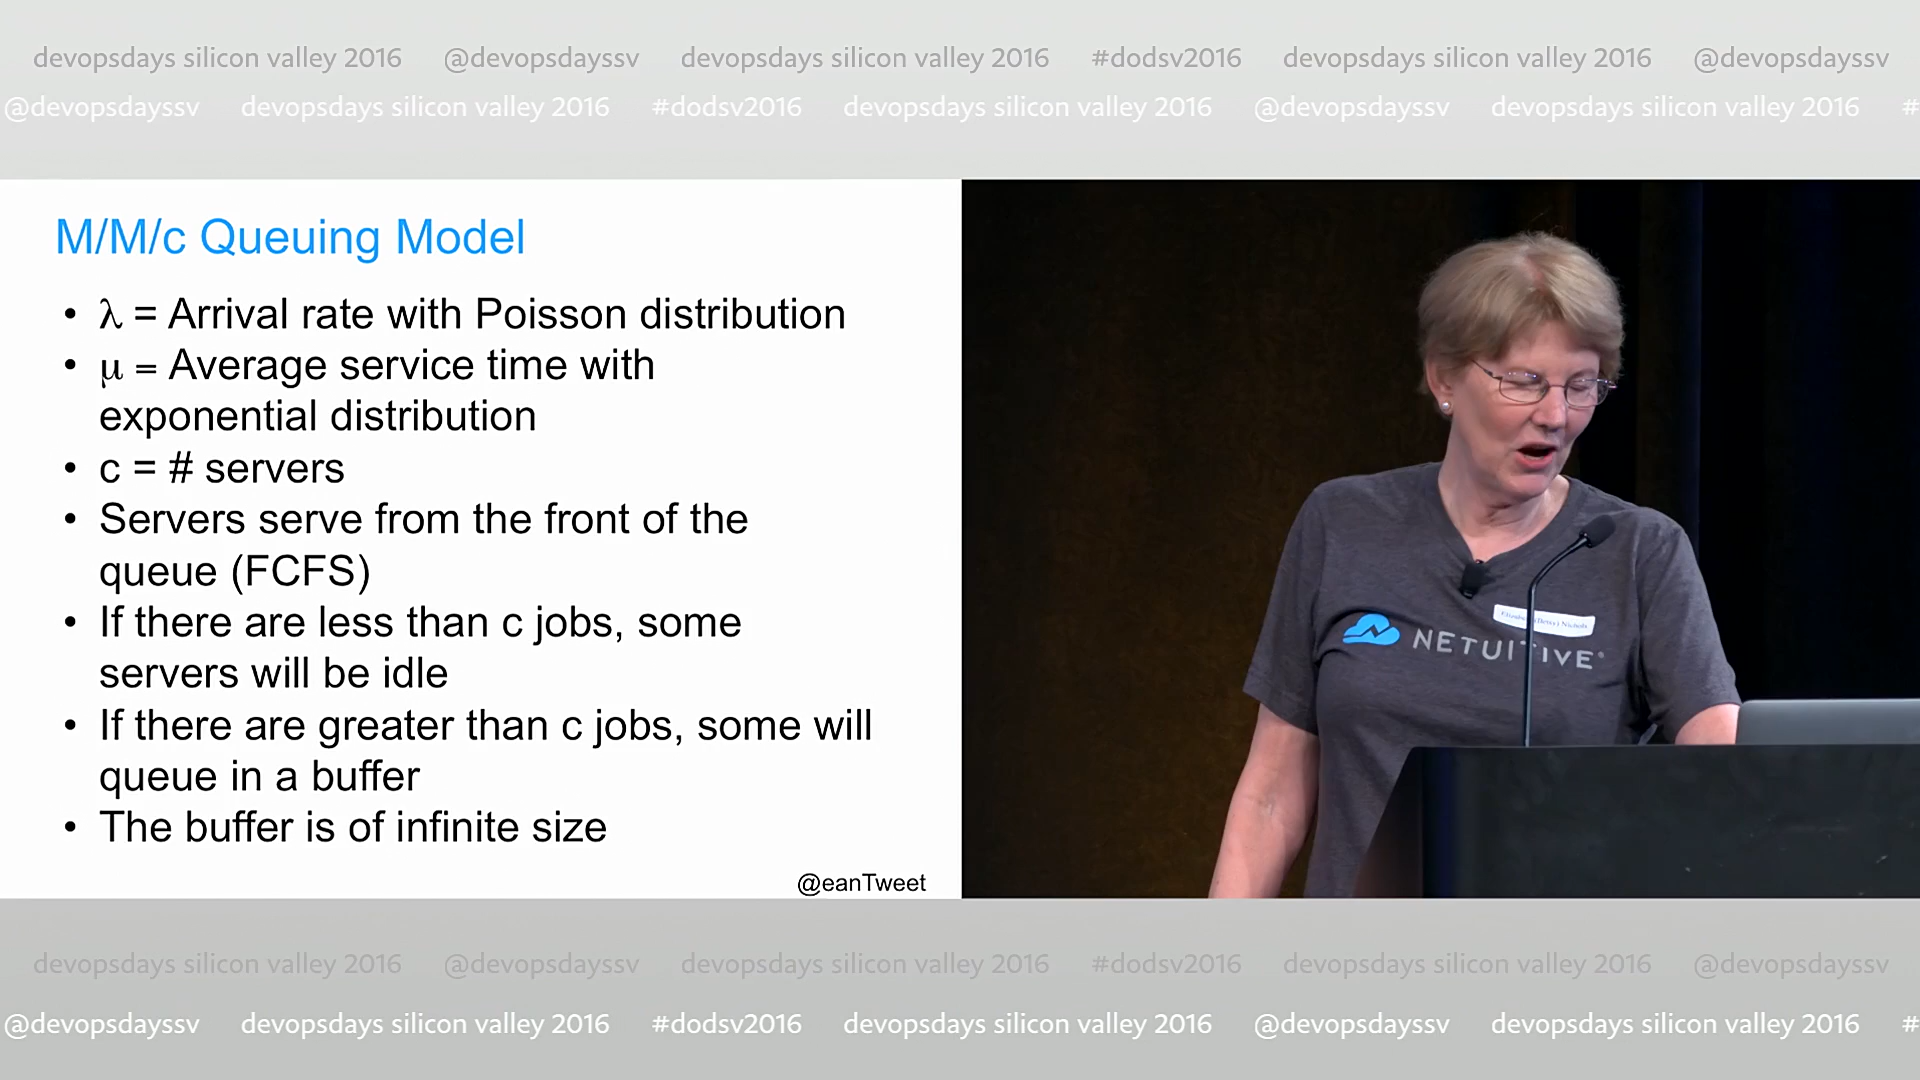 devopsdays silicon valley 2016 @devopsdayssv devopsdays silicon valley 2016 #dodsv2016 devopsdays silicon valley 2016 @devopsdayssv
@devopsdayssv devopsdays silicon valley 2016 #dodsv2016 devopsdays silicon valley 2016 @devopsdayssv devopsdays silicon valley 2016 #
M/M/c Queuing Model
• λ = Arrival rate with Poisson distribution
• μ = Average service time with
exponential distribution
• c = # servers
• Servers serve from the front of the
queue (FCFS)
• If there are less than c jobs, some
servers will be idle
• If there are greater than c jobs, some will
queue in a buffer
• The buffer is of infinite size
@eanTweet
(Betsy) Nichols
NETUITIVE
devopsdays silicon valley 2016 @devopsdayssv devopsdays silicon valley 2016 #dodsv2016 devopsdays silicon valley 2016 @devopsdayssv
@devopsdayssv devopsdays silicon valley 2016 #dodsv2016 devopsdays silicon valley 2016 @devopsdayssv devopsdays silicon valley 2016 #